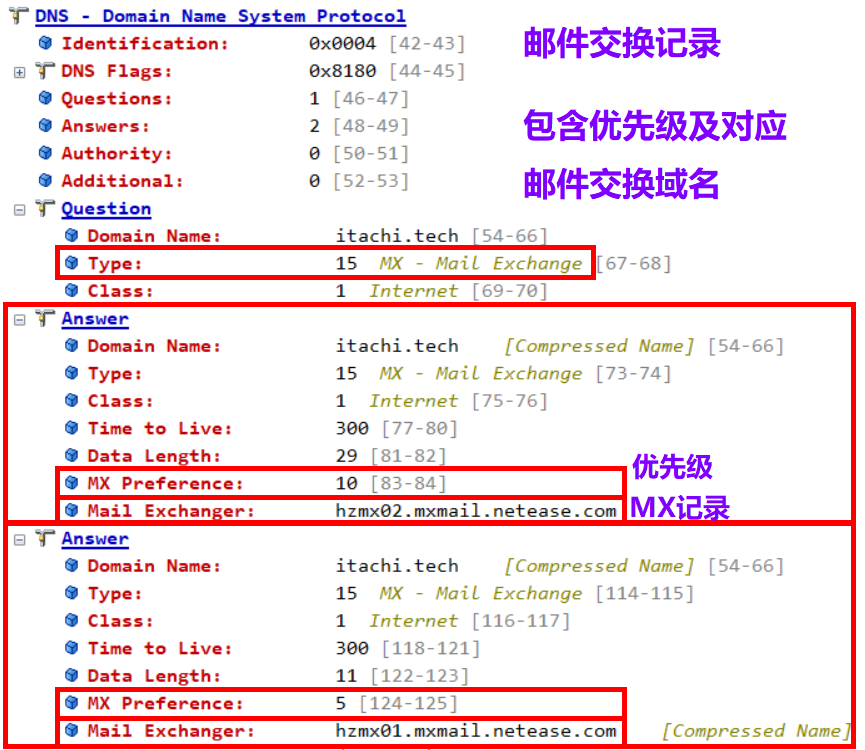 DNS - Domain Name System Protocol
Identification: 0x0004 [42-43]
邮件交换记录
DNS Flags: 0x8180 [44-45]
Questions: 1 [46-47]
包含优先级及对应
Answers: 2 [48-49]
Authority: 0 [50-51]
邮件交换域名
Additional: 0 [52-53]
Question
Domain Name: itachi.tech [54-66]
Type: 15 MX - Mail Exchange [67-68]
Class: 1 Internet [69-70]
Answer
Domain Name: itachi.tech [Compressed Name] [54-66]
Type: 15 MX - Mail Exchange [73-74]
Class: 1 Internet [75-76]
Time to Live: 300 [77-80]
Data Length: 29 [81-82]
优先级
MX Preference: 10 [83-84]
Mail Exchanger: hzmx02.mxmail.netease.com MX记录
Answer
Domain Name: itachi.tech [Compressed Name] [54-66]
Type: 15 MX - Mail Exchange [114-115]
Class: 1 Internet [116-117]
Time to Live: 300 [118-121]
Data Length: 11 [122-123]
MX Preference: 5 [124-125]
Mail Exchanger: hzmx01.mxmail.netease.com [Compressed Name]